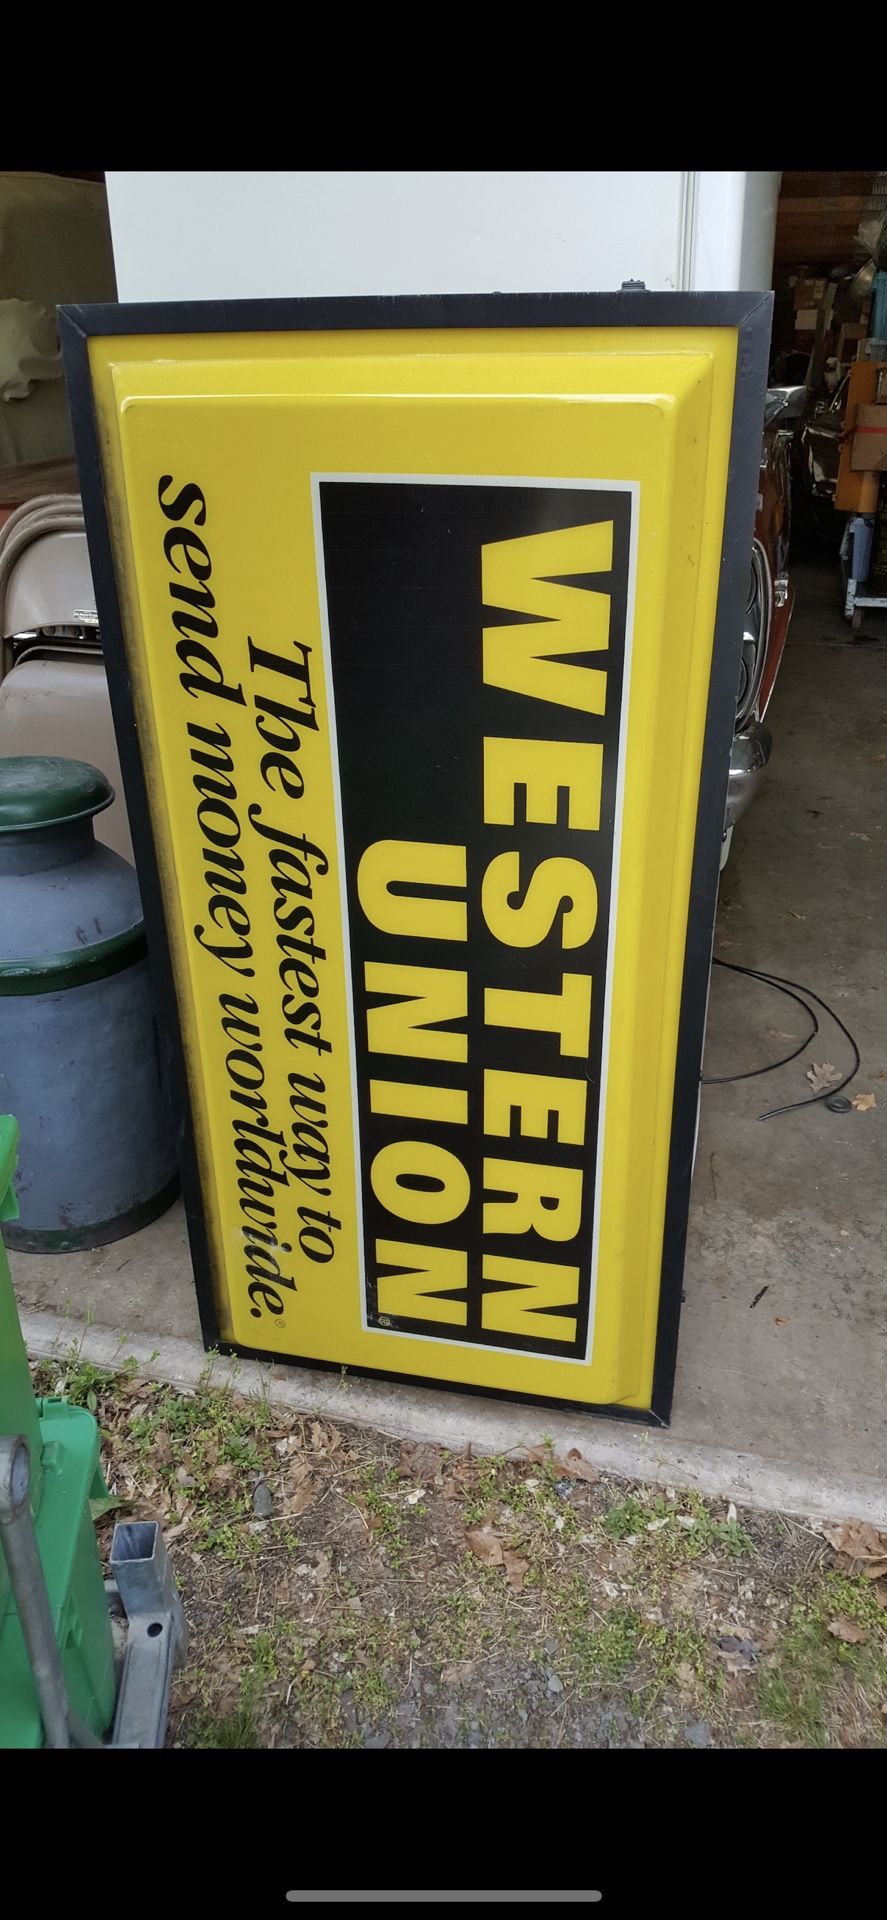 WESTERN
UNION®
The fastest way to
send money worldwide.®